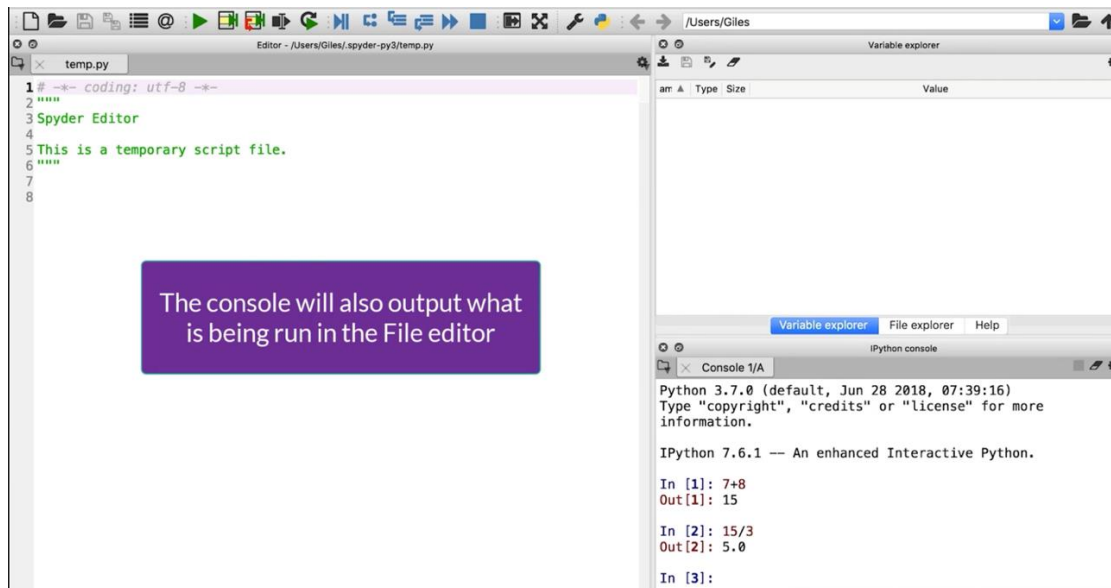 /Users/Giles
Editor - /Users/Giles/.spyder-py3/temp.py
temp.py
1 # -*- coding: utf-8 -*-
2 """
3 Spyder Editor
4
5 This is a temporary script file.
6 """
7
8
The console will also output what
is being run in the File editor
Variable explorer
am Type Size Value
Variable explorer File explorer Help
IPython console
Console 1/A
Python 3.7.0 (default, Jun 28 2018, 07:39:16)
Type "copyright", "credits" or "license" for more
information.
IPython 7.6.1 -- An enhanced Interactive Python.
In [1]: 7+8
Out[1]: 15
In [2]: 15/3
Out[2]: 5.0
In [3]: